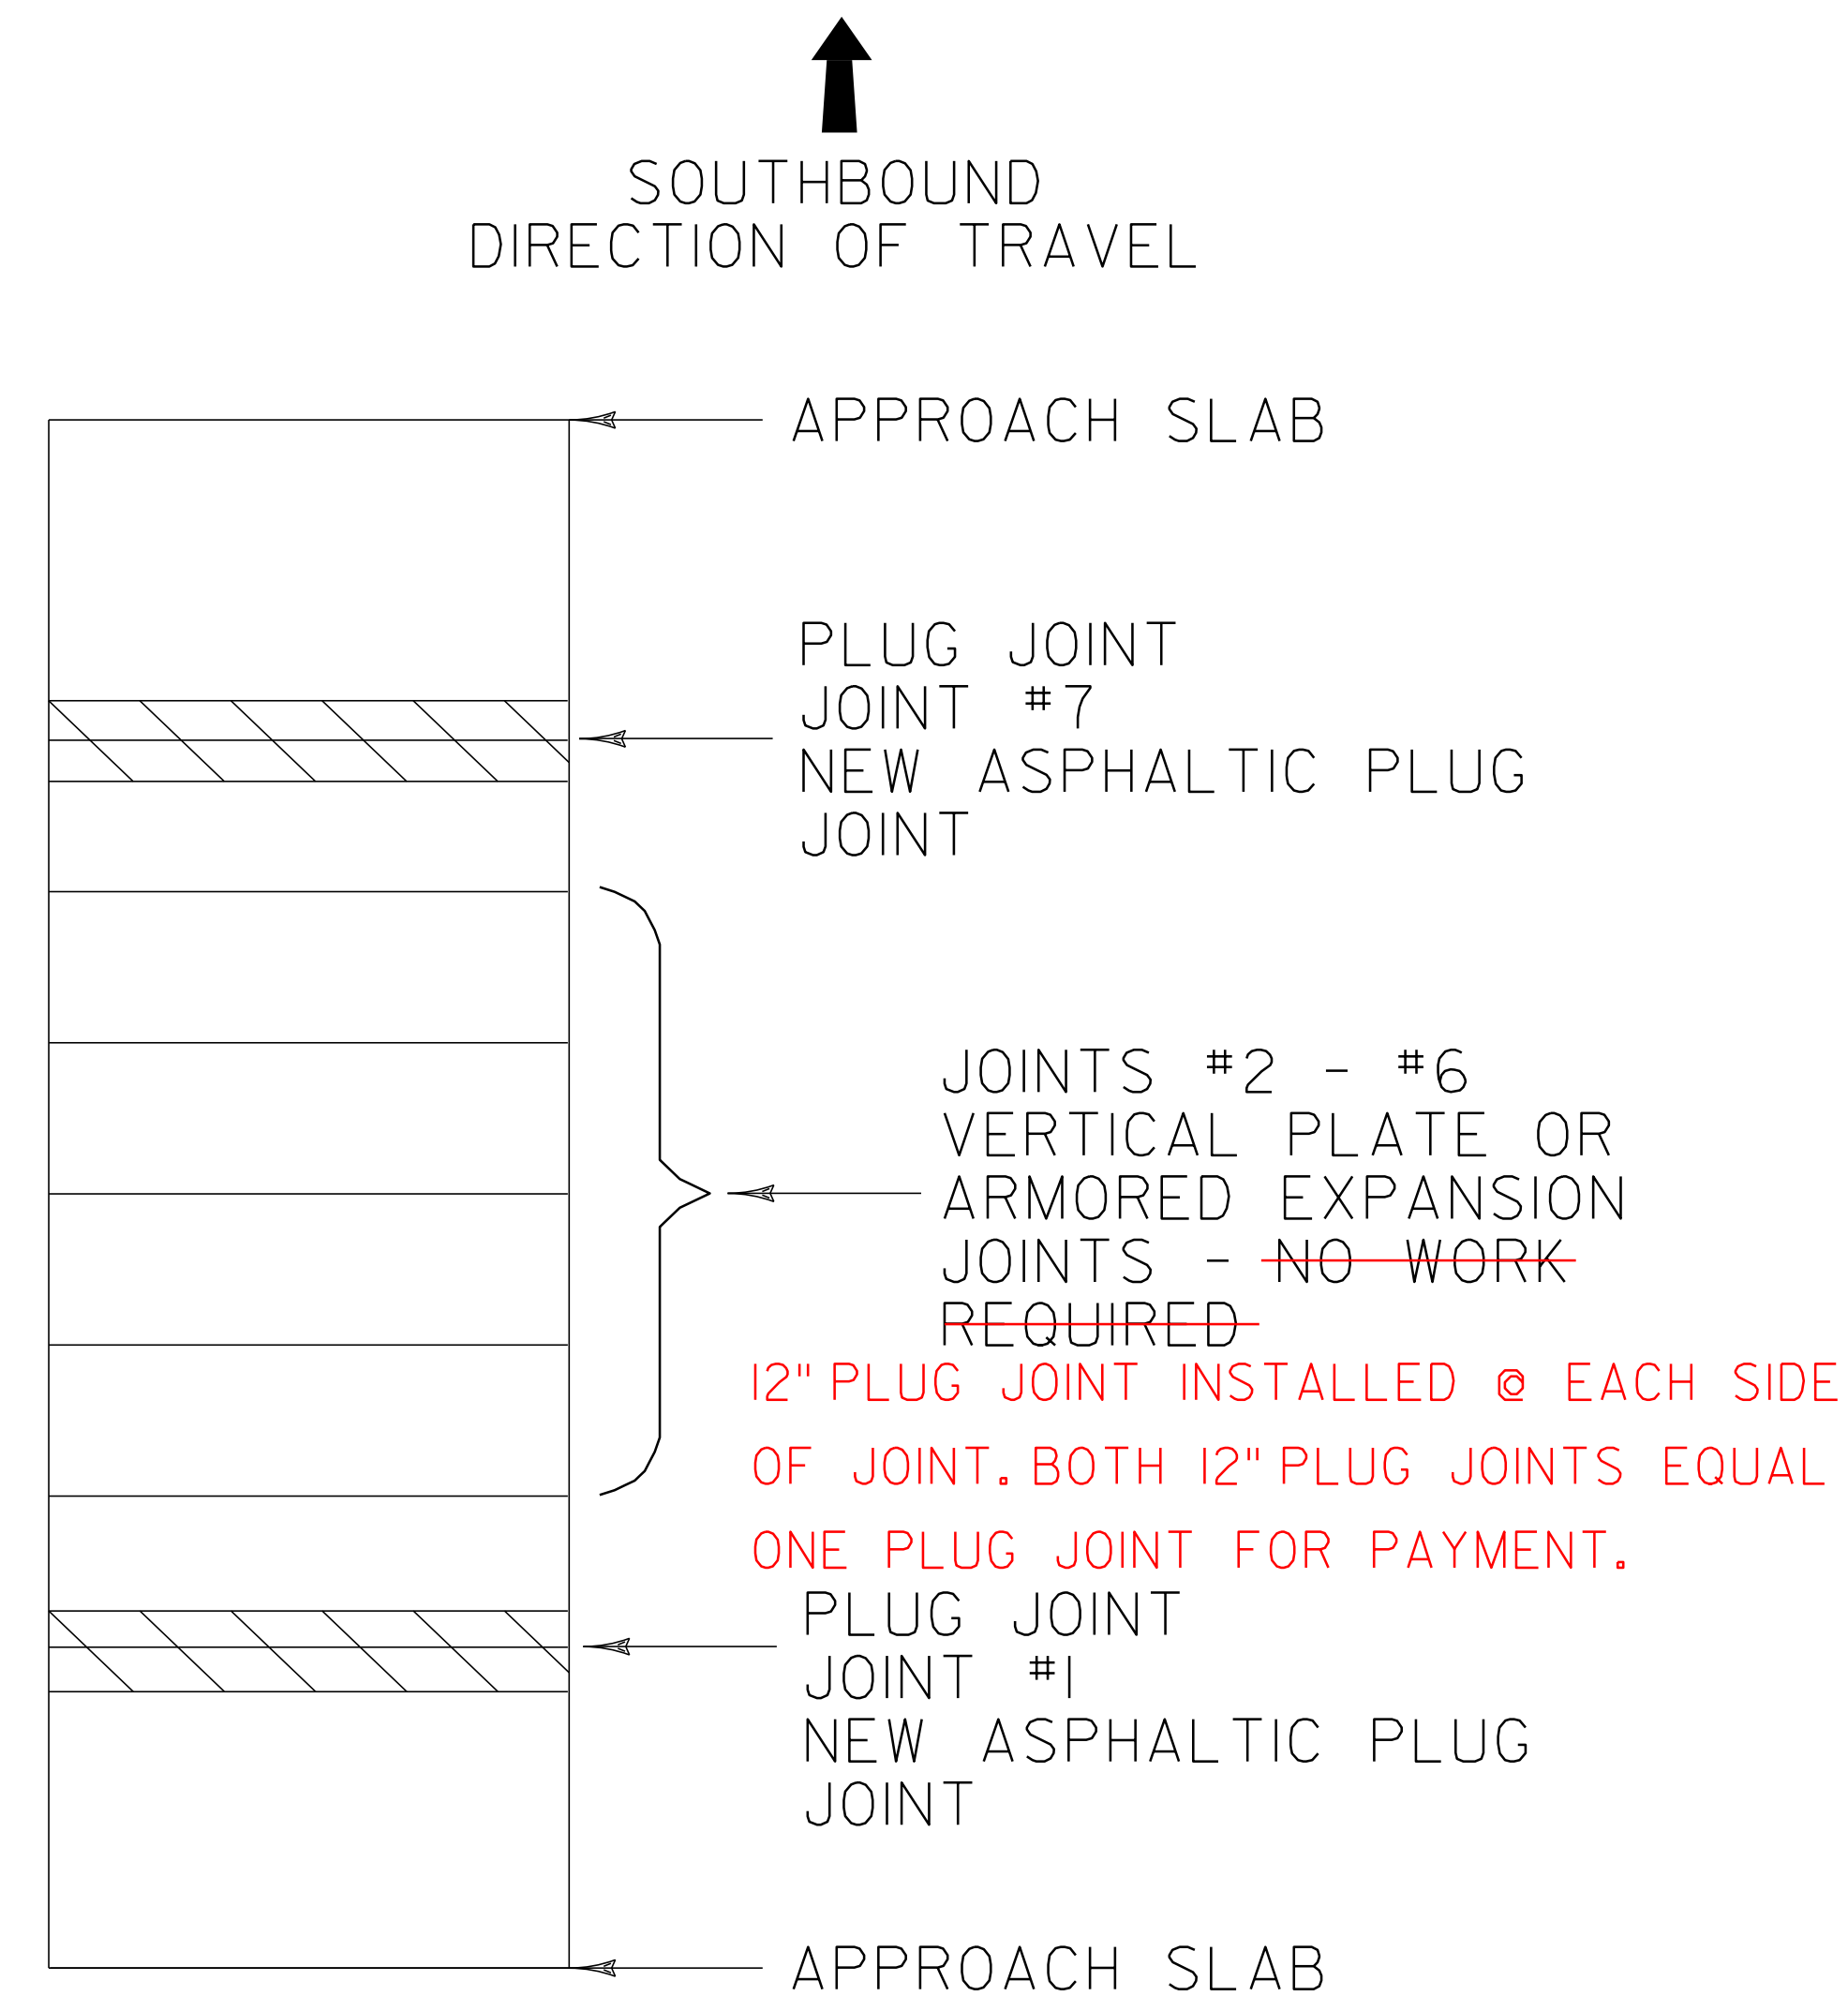 SOUTHBOUND
DIRECTION OF TRAVEL
APPROACH SLAB
PLUG JOINT
JOINT #7
NEW ASPHALTIC PLUG
JOINT
JOINTS #2 - #6
VERTICAL PLATE OR
ARMORED EXPANSION
JOINTS - NO WORK
REQUIRED
12" PLUG JOINT INSTALLED @ EACH SIDE
OF JOINT. BOTH 12" PLUG JOINTS EQUAL
ONE PLUG JOINT FOR PAYMENT.
PLUG JOINT
JOINT #1
NEW ASPHALTIC PLUG
JOINT
APPROACH SLAB